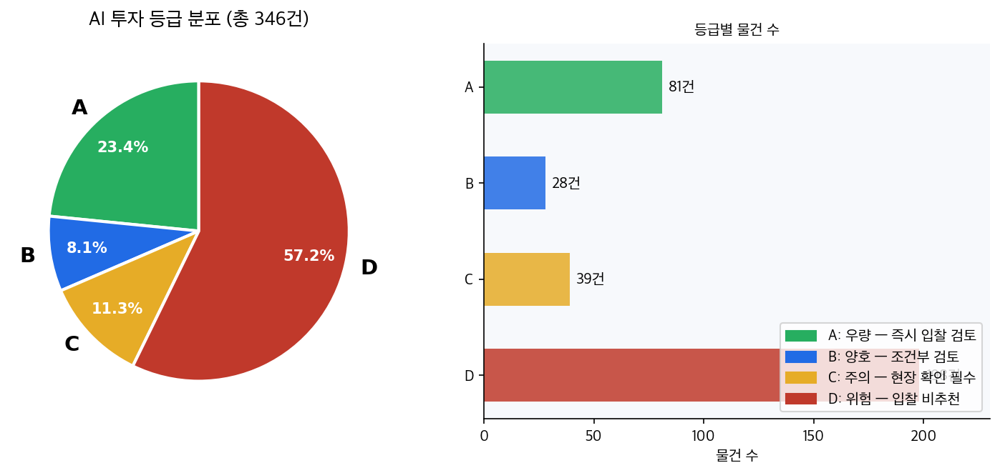 AI 투자 등급 분포 (총 346건)
A
23.4%
B
8.1%
C
11.3%
57.2%
D
등급별 물건 수
A
81건
B
28건
C
39건
D
A: 우량 — 즉시 입찰 검토
B: 양호 — 조건부 검토
C: 주의 — 현장 확인 필수
D: 위험 — 입찰 비추천
0 50 100 150 200
물건 수